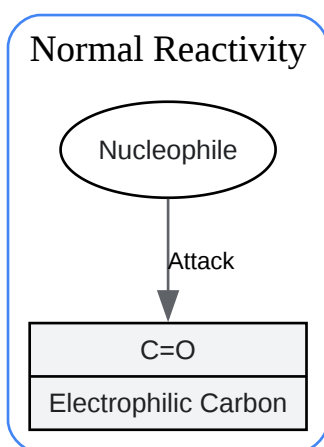 Normal Reactivity
Nucleophile
Attack
C=O
Electrophilic Carbon